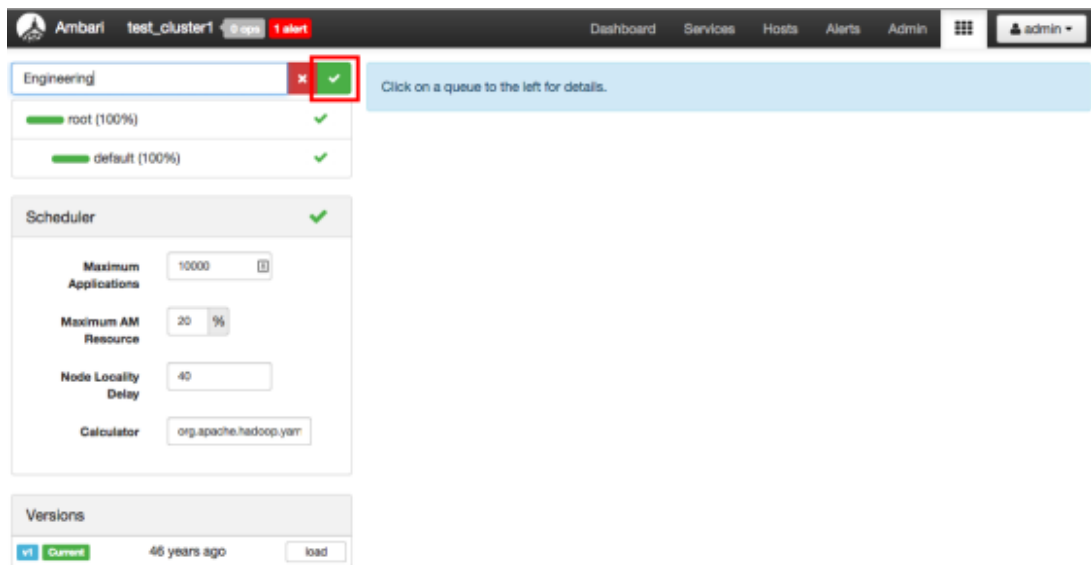 Ambari test_cluster1 0 ops 1 alert Dashboard Services Hosts Alerts Admin admin
Engineering
Click on a queue to the left for details.
root (100%)
default (100%)
Scheduler
Maximum Applications 10000
Maximum AM Resource 20 %
Node Locality Delay 40
Calculator org.apache.hadoop.yarn
Versions
v1 Current 46 years ago load